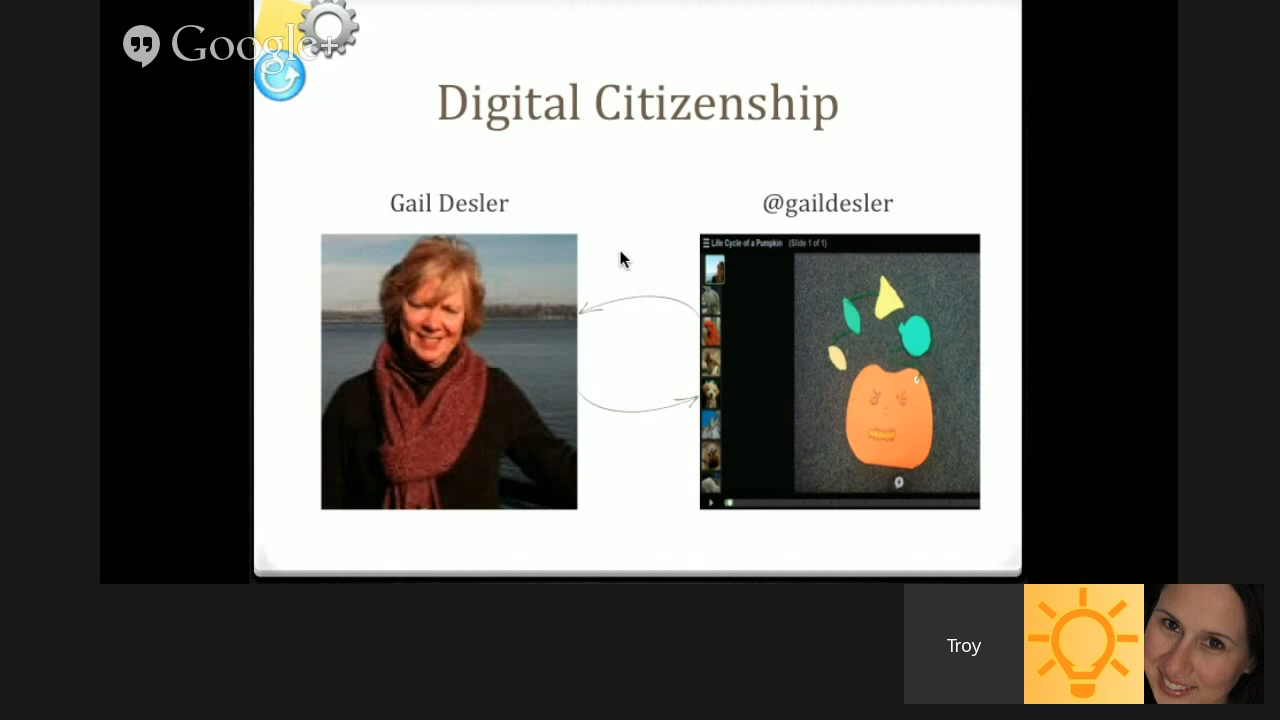 Google+
Digital Citizenship
Gail Desler
@gaildesler
Life Cycle of a Pumpkin (Slide 1 of 1)
Troy